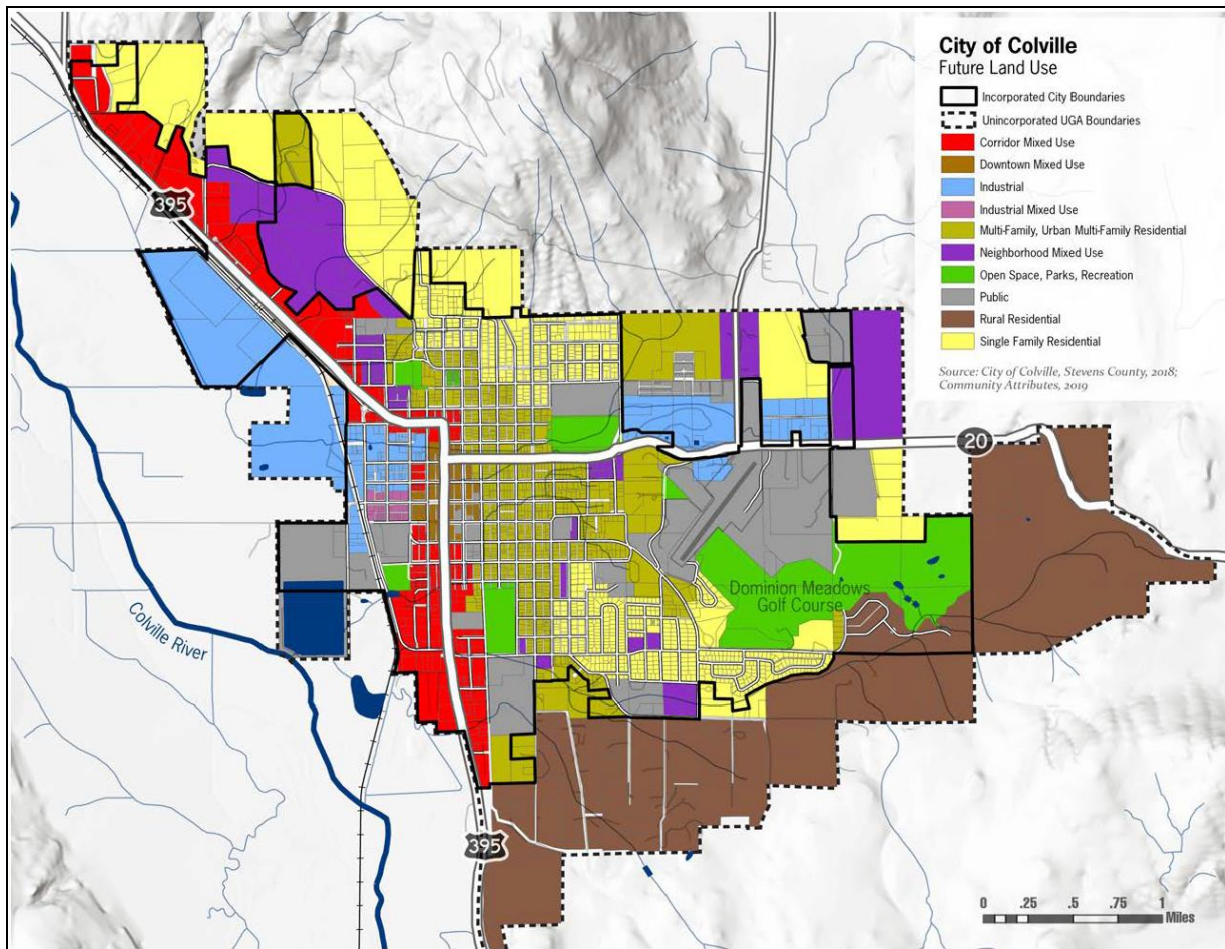 City of Colville
Future Land Use
Incorporated City Boundaries
Unincorporated UGA Boundaries
Corridor Mixed Use
Downtown Mixed Use
Industrial
Industrial Mixed Use
Multi-Family, Urban Multi-Family Residential
Neighborhood Mixed Use
Open Space, Parks, Recreation
Public
Rural Residential
Single Family Residential
Source: City of Colville, Stevens County, 2018;
Community Attributes, 2019
395
20
Dominion Meadows
Golf Course
Colville River
395
0 .25 .5 .75 1
Miles